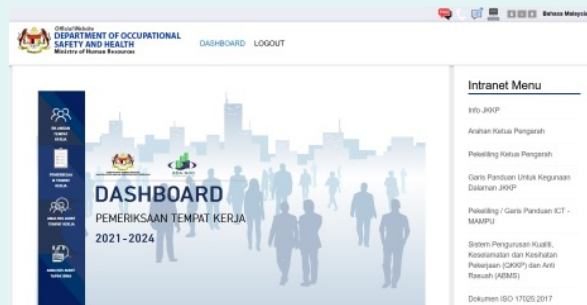 Bahasa Malaysia
Official Website
DEPARTMENT OF OCCUPATIONAL
SAFETY AND HEALTH
Ministry of Human Resources
DASHBOARD LOGOUT
DASHBOARD
PEMERIKSAAN TEMPAT KERJA
2021-2024
Intranet Menu
Info JKKP
Arahan Ketua Pengarah
Pekeliling Ketua Pengarah
Garis Panduan Untuk Kegunaan
Dalaman JKKP
Pekeliling / Garis Panduan ICT -
MAMPU
Sistem Pengurusan Kualiti,
Keselamatan dan Kesihatan
Pekerjaan (QKKP) dan Anti
Rasuah (ABMS)
Dokumen ISO 17025:2017